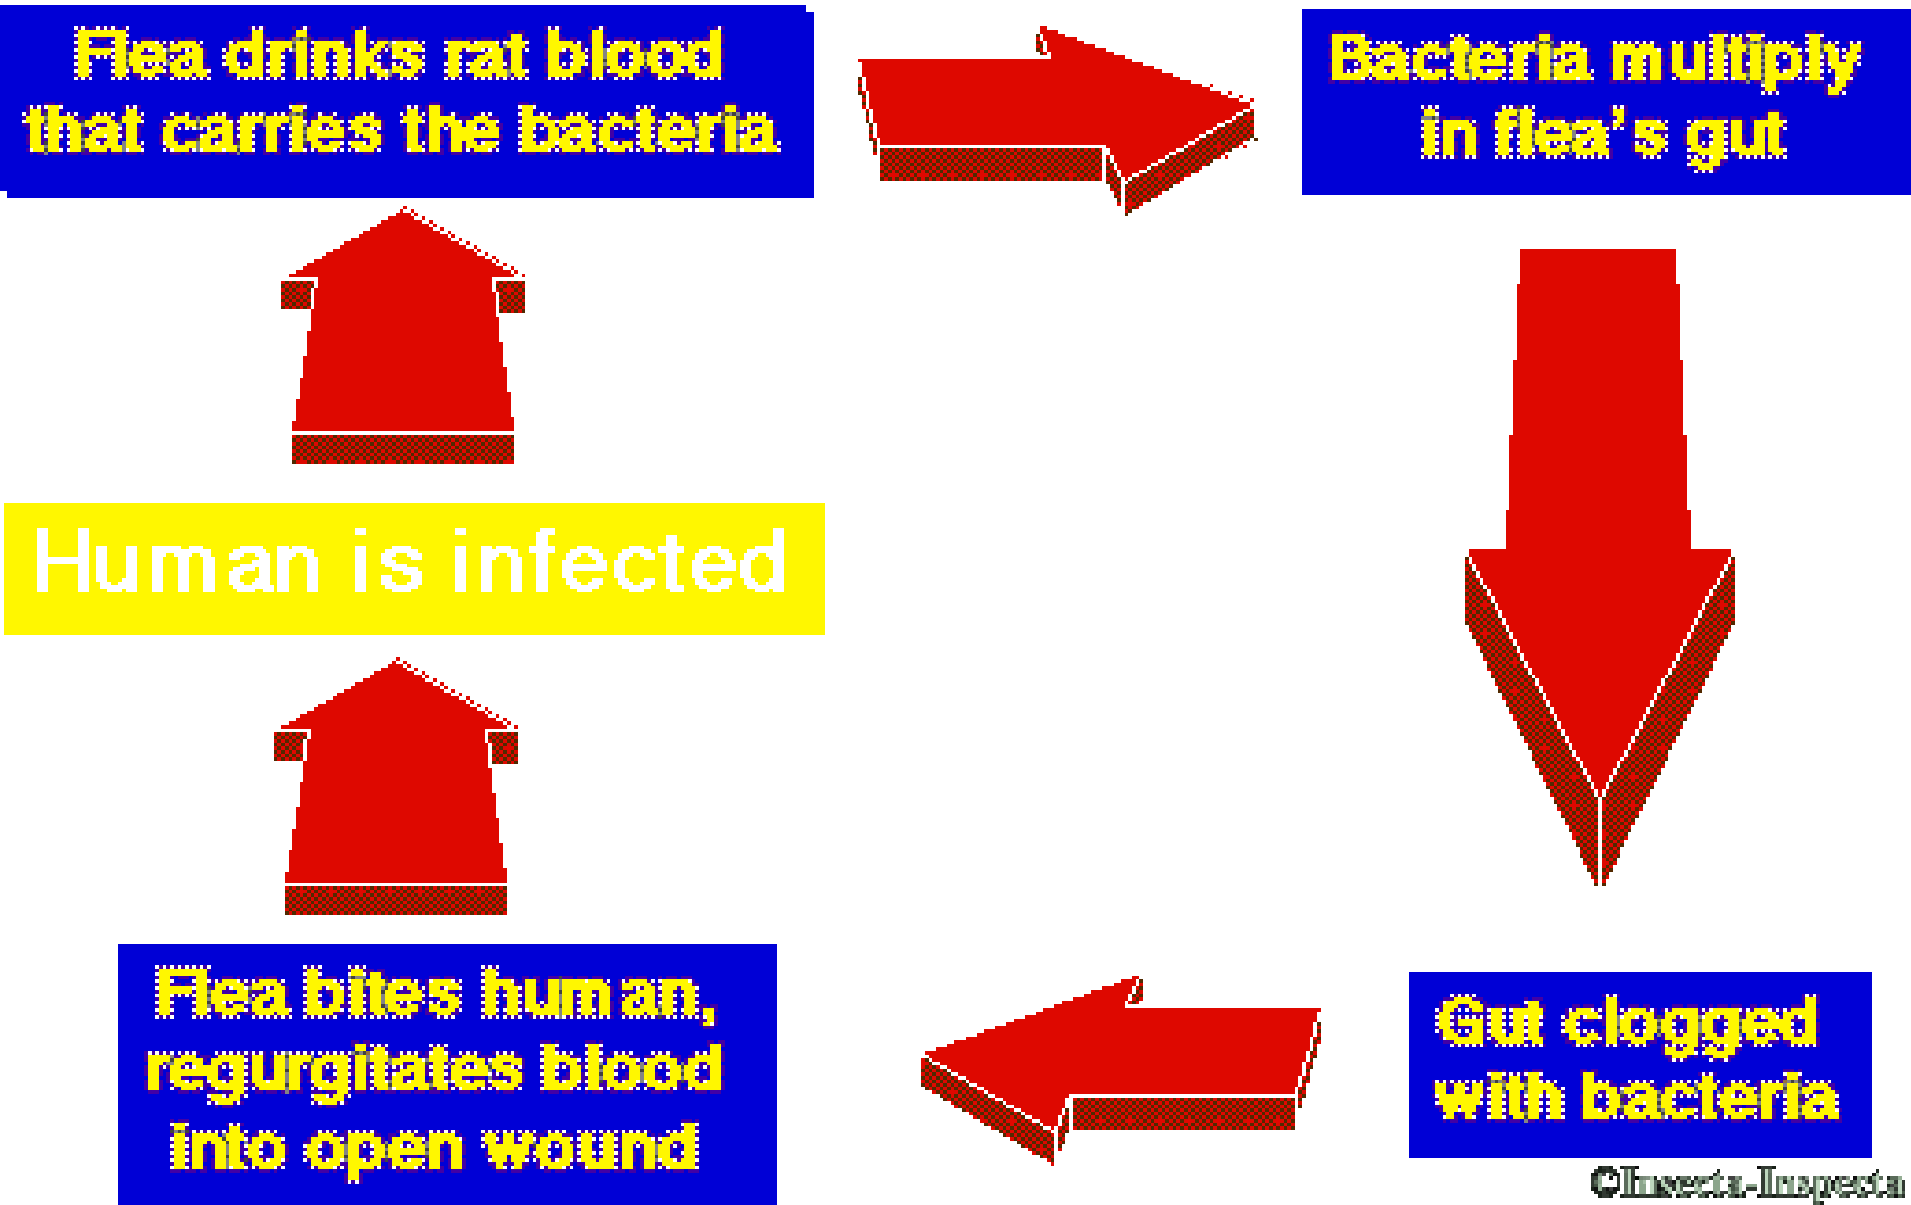 Flea drinks rat blood
that carries the bacteria
Bacteria multiply
in flea's gut
Human is infected
Flea bites human,
regurgitates blood
into open wound
Gut clogged
with bacteria
©Insecta-Inspecta